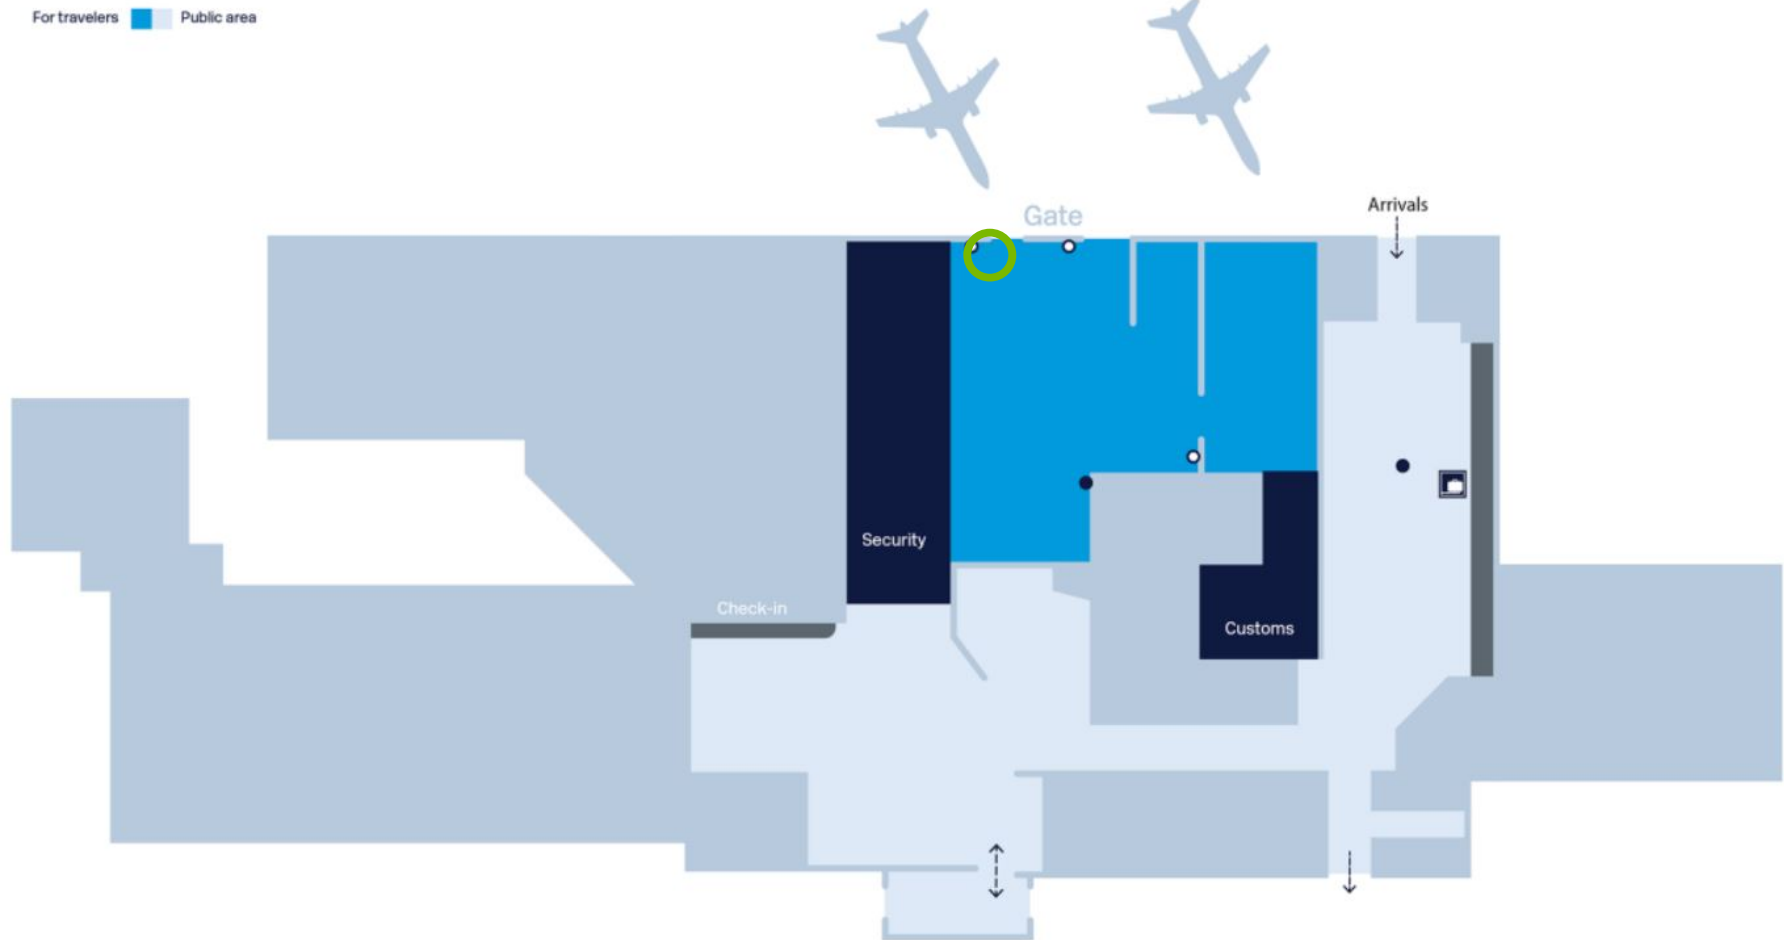 For travelers Public area
Gate
Arrivals
Security
Check-in
Customs